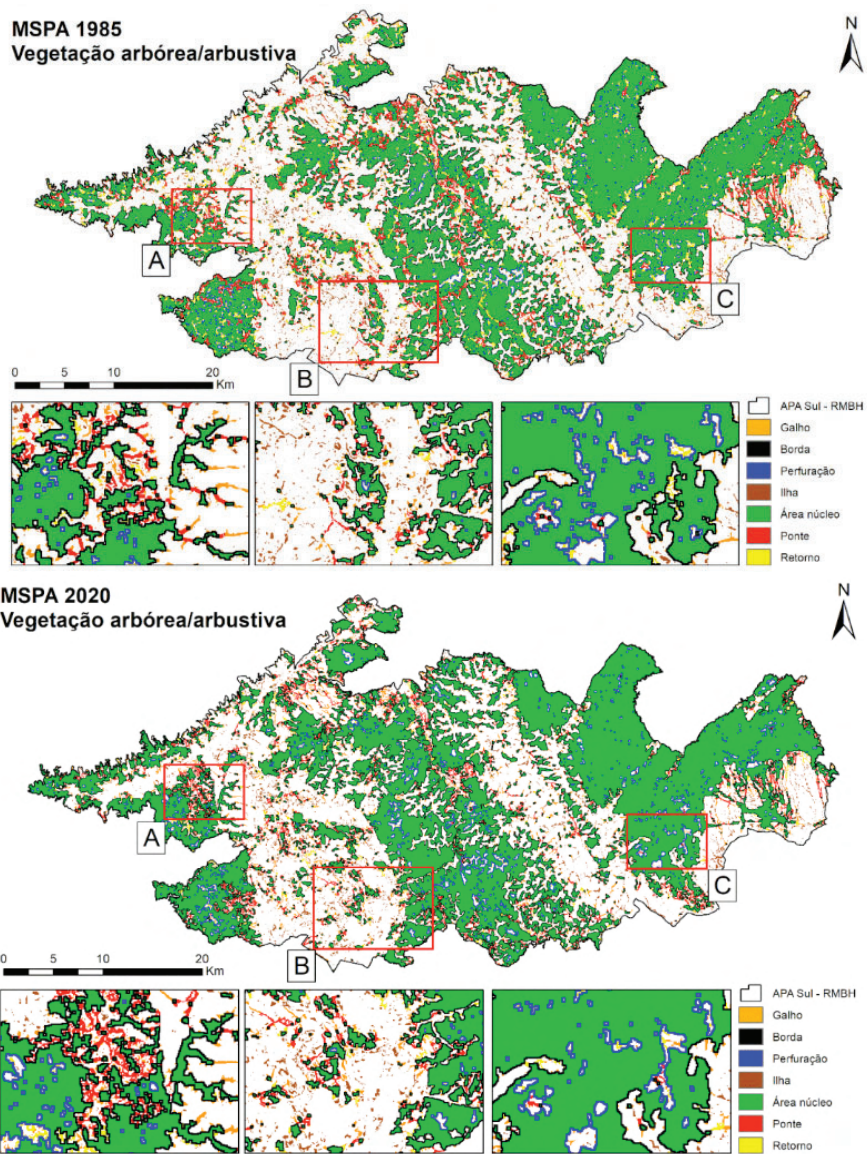 MSPA 1985
Vegetação arbórea/arbustiva
N
A
B
C
0 5 10 20
Km
APA Sul - RMBH
Galho
Borda
Perfuração
Ilha
Área núcleo
Ponte
Retorno
MSPA 2020
Vegetação arbórea/arbustiva
N
A
B
C
0 5 10 20
Km
APA Sul - RMBH
Galho
Borda
Perfuração
Ilha
Área núcleo
Ponte
Retorno